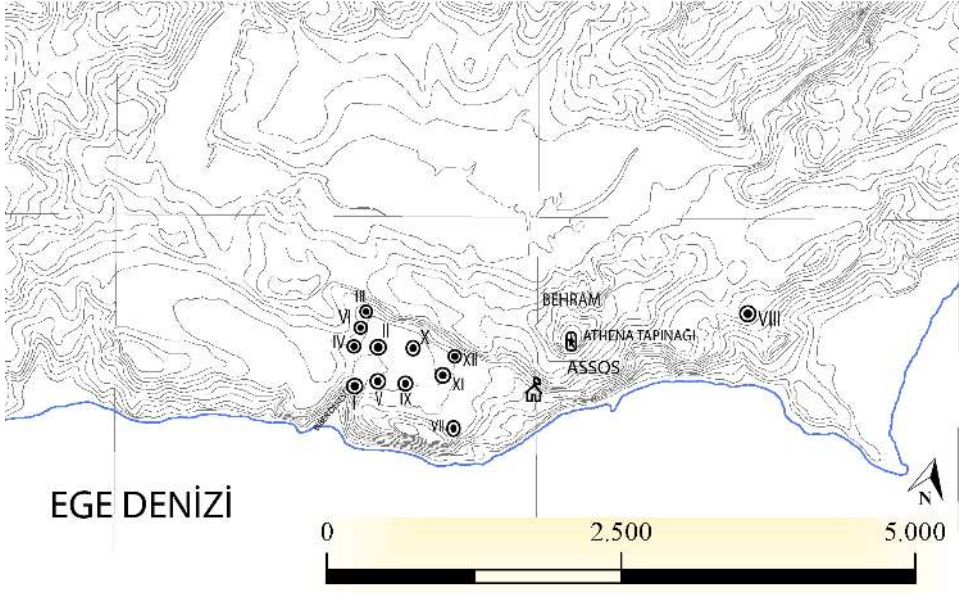 BEHRAM
III
VI
VIII
IV
II
X
ATHENA TAPINAGI
XII
ASSOS
XI
I
V
IX
VII
EGE DENİZİ
N
0
2.500
5.000